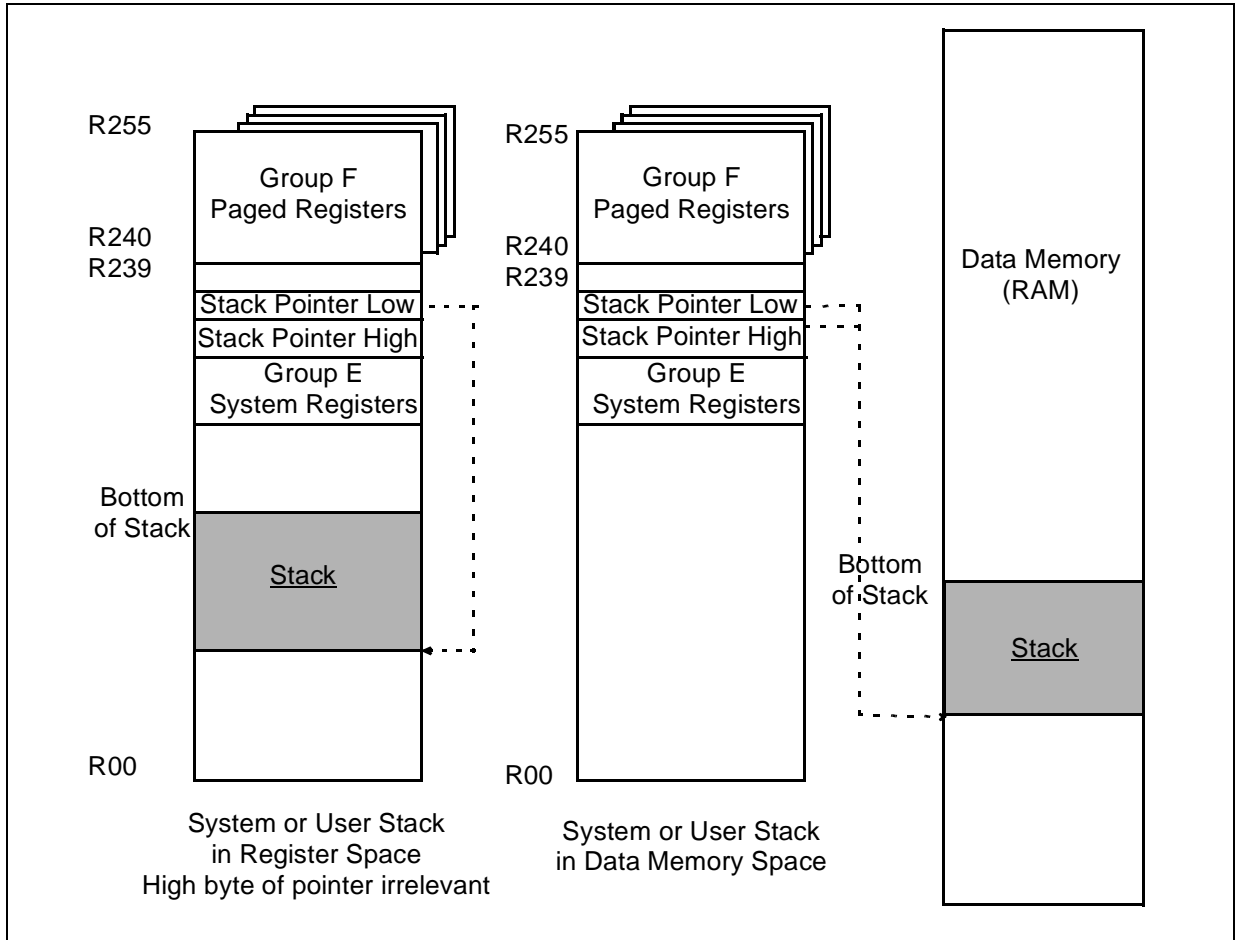 R255
Group F
Paged Registers
R240
R239
Stack Pointer Low
Stack Pointer High
Group E
System Registers
Bottom
of Stack
Stack
R00
System or User Stack
in Register Space
High byte of pointer irrelevant
R255
Group F
Paged Registers
R240
R239
Stack Pointer Low
Stack Pointer High
Group E
System Registers
R00
System or User Stack
in Data Memory Space
Data Memory
(RAM)
Bottom
of Stack
Stack